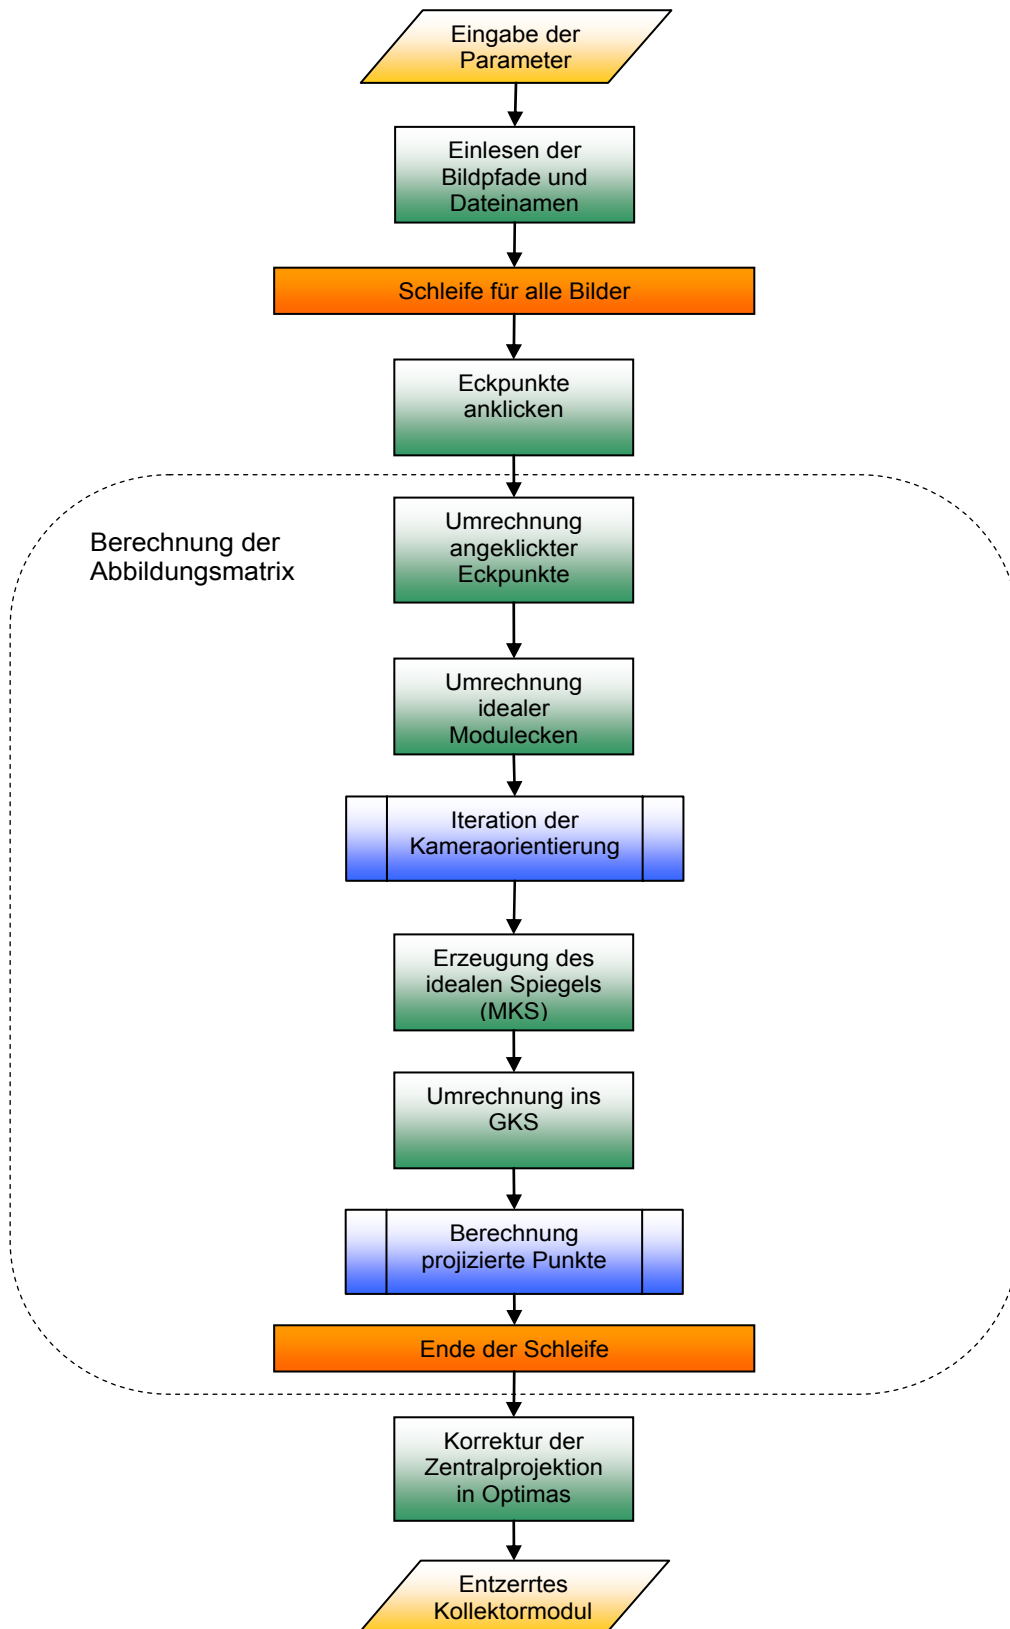 Eingabe der
Parameter
Einlesen der
Bildpfade und
Dateinamen
Schleife für alle Bilder
Eckpunkte
anklicken
Berechnung der
Abbildungsmatrix
Umrechnung
angeklickter
Eckpunkte
Umrechnung
idealer
Modulecken
Iteration der
Kameraorientierung
Erzeugung des
idealen Spiegels
(MKS)
Umrechnung ins
GKS
Berechnung
projizierte Punkte
Ende der Schleife
Korrektur der
Zentralprojektion
in Optimas
Entzerrtes
Kollektormodul